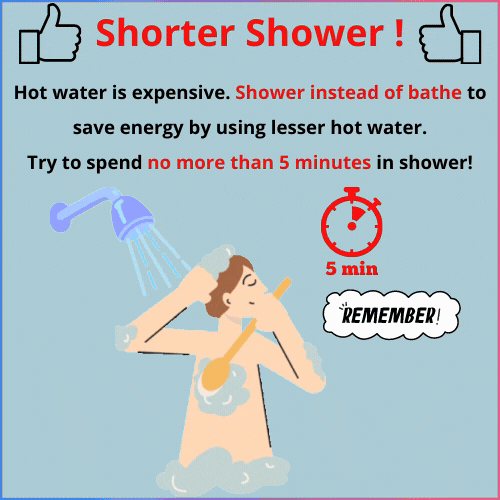 Shorter Shower !
Hot water is expensive. Shower instead of bathe to
save energy by using lesser hot water.
Try to spend no more than 5 minutes in shower!
5 min
REMEMBER!